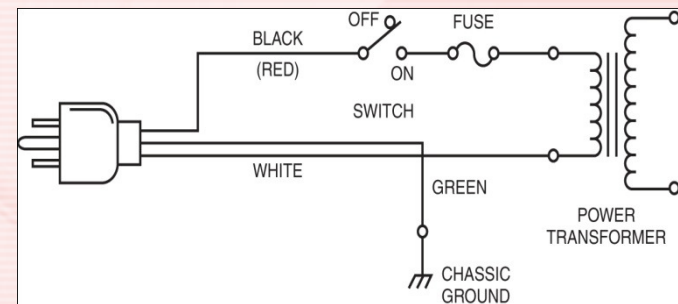 OFF
FUSE
BLACK
(RED)
ON
SWITCH
WHITE
GREEN
POWER
TRANSFORMER
CHASSIC
GROUND